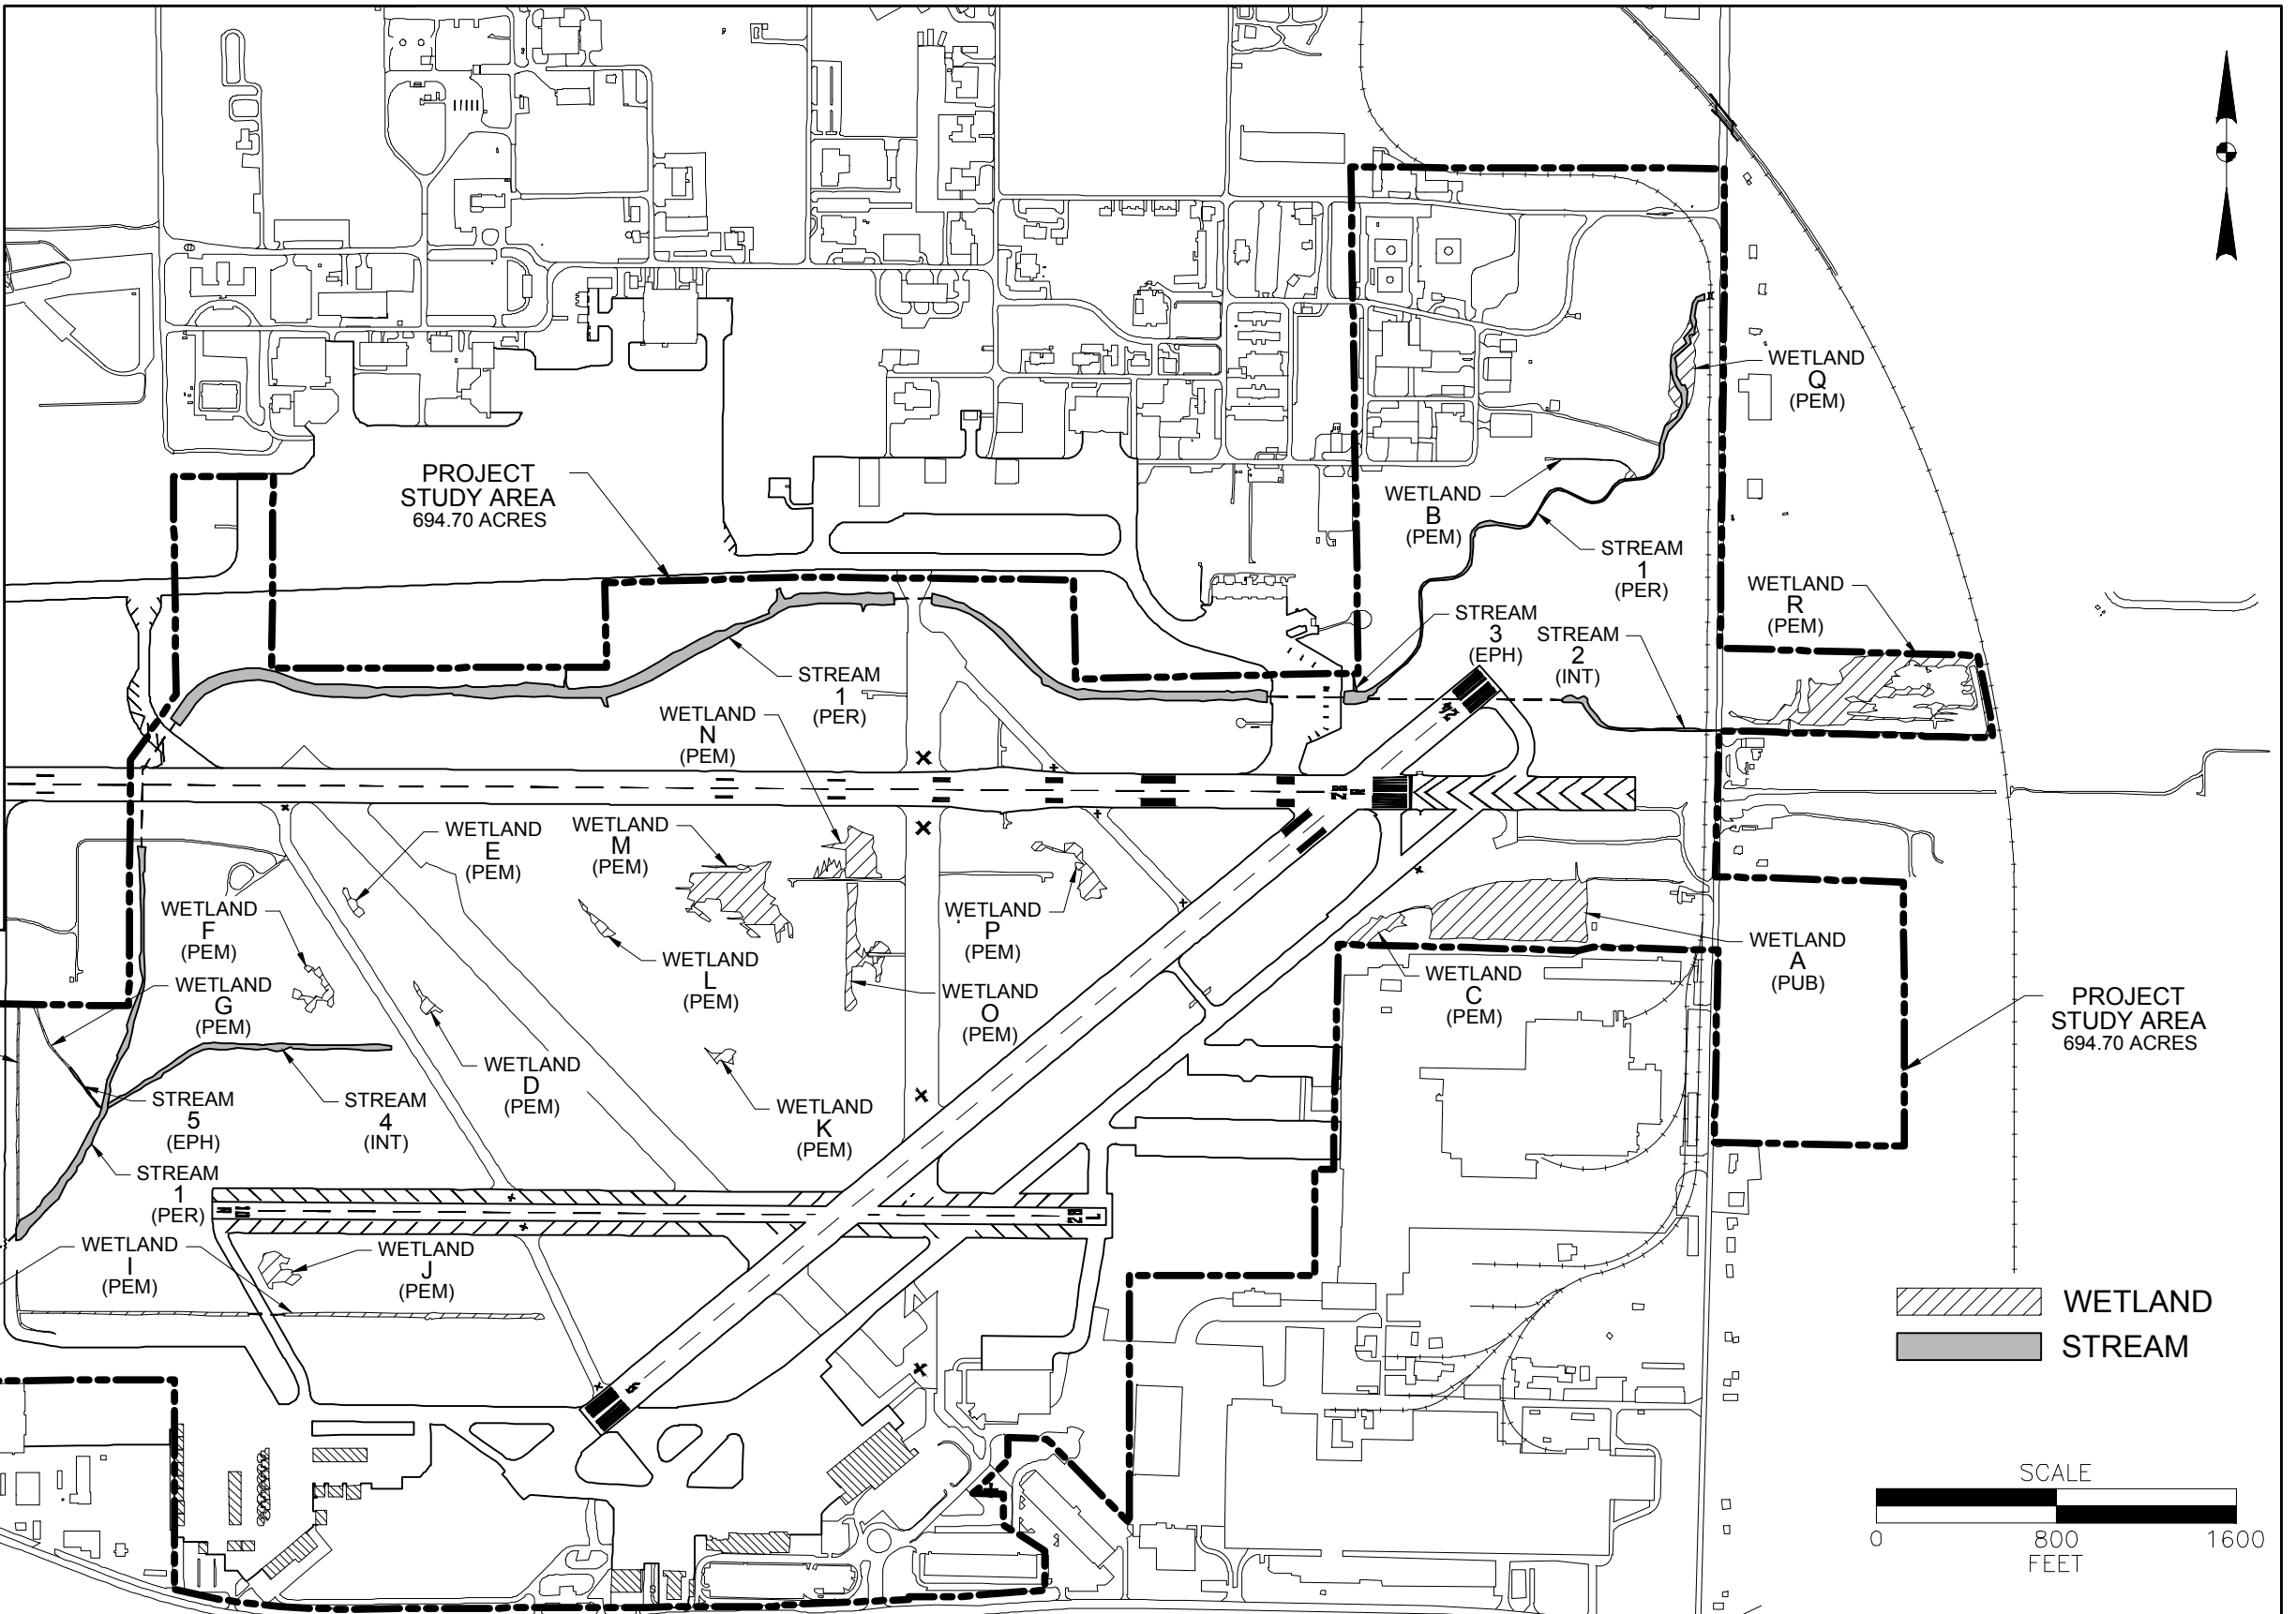 WETLAND
Q
(PEM)
PROJECT
STUDY AREA
694.70 ACRES
WETLAND
B
(PEM)
STREAM
1
(PER)
WETLAND
R
(PEM)
STREAM
3
(EPH)
STREAM
2
(INT)
STREAM
1
(PER)
WETLAND
N
(PEM)
24
WETLAND
E
(PEM)
WETLAND
M
(PEM)
WETLAND
F
(PEM)
WETLAND
P
(PEM)
WETLAND
L
(PEM)
WETLAND
A
(PUB)
WETLAND
G
(PEM)
WETLAND
O
(PEM)
WETLAND
C
(PEM)
PROJECT
STUDY AREA
694.70 ACRES
WETLAND
D
(PEM)
STREAM
5
(EPH)
STREAM
4
(INT)
WETLAND
K
(PEM)
STREAM
1
(PER)
10
28
L
WETLAND
I
(PEM)
WETLAND
J
(PEM)
WETLAND
STREAM
SCALE
0 800 1600
FEET